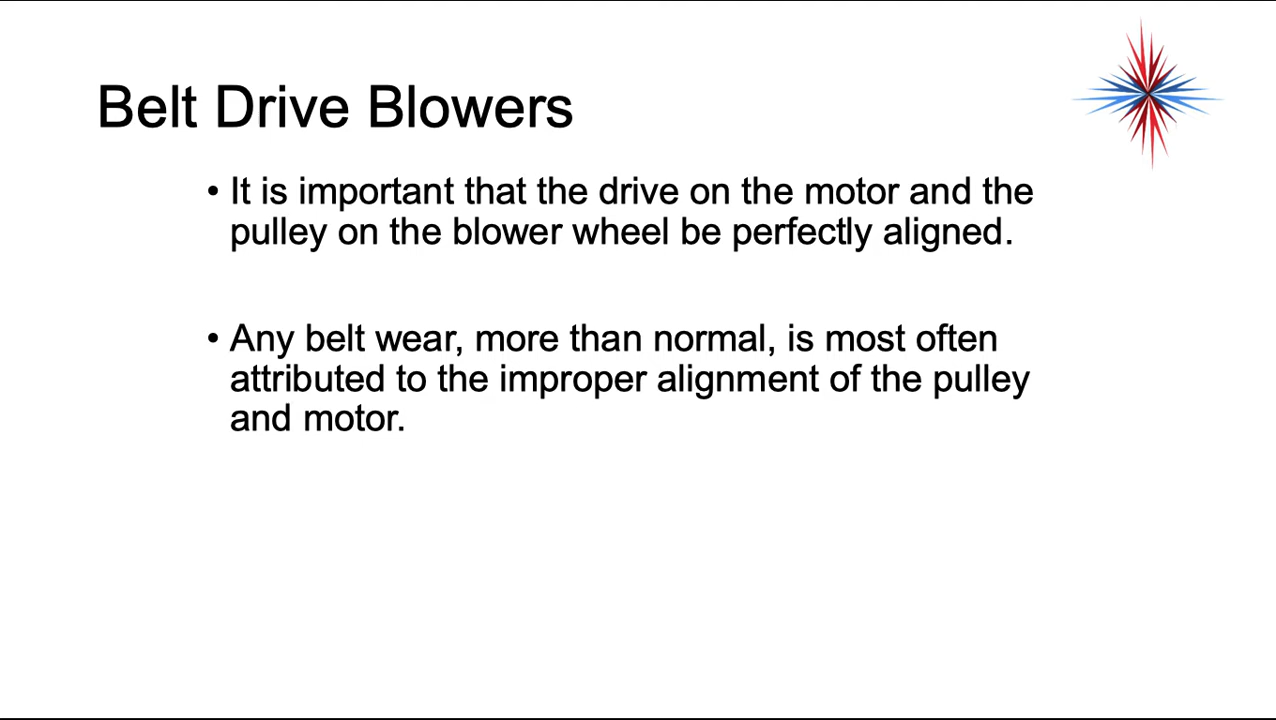 Belt Drive Blowers
• It is important that the drive on the motor and the
pulley on the blower wheel be perfectly aligned.
• Any belt wear, more than normal, is most often
attributed to the improper alignment of the pulley
and motor.